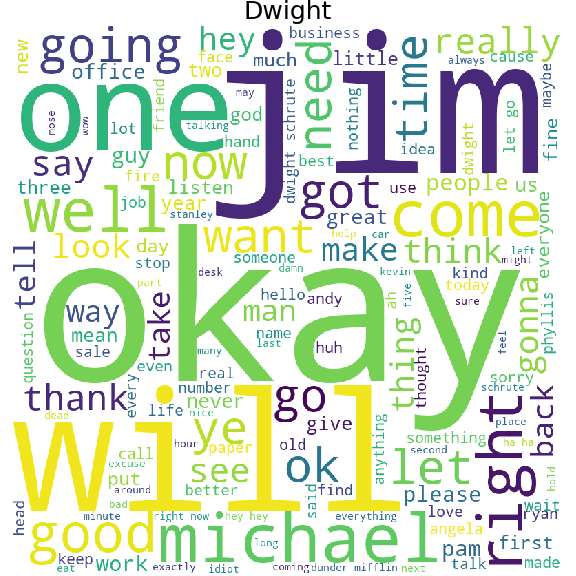 Dwight
business
going
hey
really
new
office
much
little
always
cause
face
two
jim
need
time
maybe
one
may
nothing
idea
let go
fine
mose
wow
lot
friend
talking
god
hand
dwight schrute
say
guy
now
best
dwight
three
fire
got
use
people
us
well
job
listen
year
stanley
great
come
everyone
want
help
car
left
look
day
make
think
might
tell
stop
someone
desk
damn
kevin
kind
part
okay
hello
andy
ah
five
today
sure
gonna
phyllis
way
take
man
question
mean
sale
name
last
huh
thing
thought
feel
even
many
real
sorry
schrute
thank
every
number
never
go
give
place
back
dead
life
nice
ye
old
anything
something
second
ha ha
right
will
hour
paper
see
ok
let
hold
call
excuse
put
around
better
said
find
please
wait
head
bad
love
ryan
minute
right now
hey hey
everything
good
michael
angela
first
keep
work
long
pam
talk
made
eat
exactly
idiot
coming
dunder mifflin
next